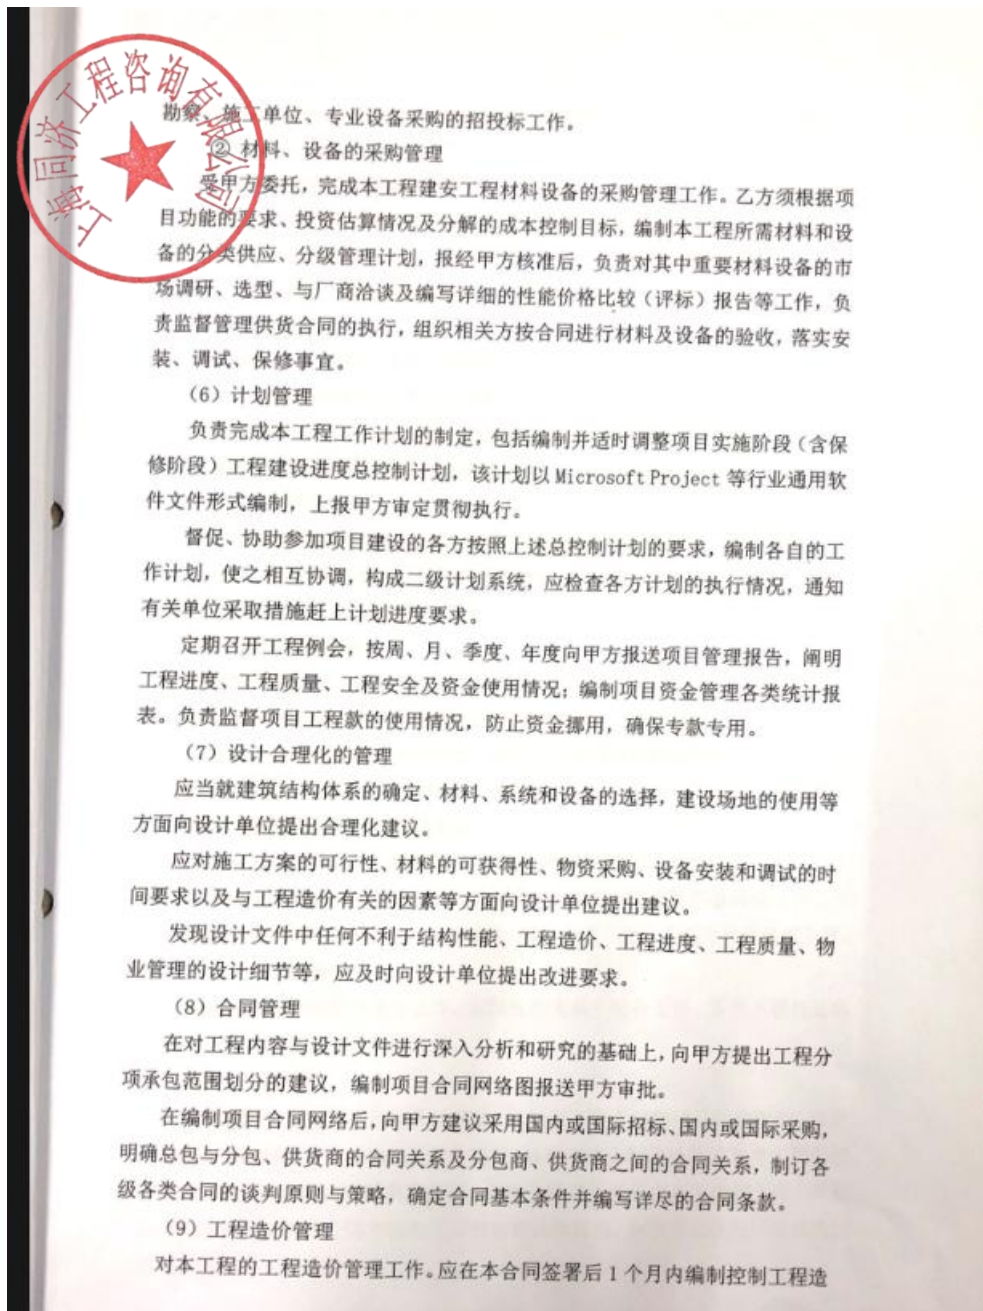 上海同济工程咨询有限公司
勘察、施工单位、专业设备采购的招投标工作。
② 材料、设备的采购管理
受甲方委托，完成本工程建安工程材料设备的采购管理工作。乙方须根据项
目功能的要求、投资估算情况及分解的成本控制目标，编制本工程所需材料和设
备的分类供应、分级管理计划，报经甲方核准后，负责对其中重要材料设备的市
场调研、选型、与厂商洽谈及编写详细的性能价格比较（评标）报告等工作，负
责监督管理供货合同的执行，组织相关方按合同进行材料及设备的验收，落实安
装、调试、保修事宜。
（6）计划管理
负责完成本工程工作计划的制定，包括编制并适时调整项目实施阶段（含保
修阶段）工程建设进度总控制计划，该计划以 Microsoft Project 等行业通用软
件文件形式编制，上报甲方审定贯彻执行。
督促、协助参加项目建设的各方按照上述总控制计划的要求，编制各自的工
作计划，使之相互协调，构成二级计划系统，应检查各方计划的执行情况，通知
有关单位采取措施赶上计划进度要求。
定期召开工程例会，按周、月、季度、年度向甲方报送项目管理报告，阐明
工程进度、工程质量、工程安全及资金使用情况；编制项目资金管理各类统计报
表。负责监督项目工程款的使用情况，防止资金挪用，确保专款专用。
（7）设计合理化的管理
应当就建筑结构体系的确定、材料、系统和设备的选择，建设场地的使用等
方面向设计单位提出合理化建议。
应对施工方案的可行性、材料的可获得性、物资采购、设备安装和调试的时
间要求以及与工程造价有关的因素等方面向设计单位提出建议。
发现设计文件中任何不利于结构性能、工程造价、工程进度、工程质量、物
业管理的设计细节等，应及时向设计单位提出改进要求。
（8）合同管理
在对工程内容与设计文件进行深入分析和研究的基础上，向甲方提出工程分
项承包范围划分的建议，编制项目合同网络图报送甲方审批。
在编制项目合同网络后，向甲方建议采用国内或国际招标、国内或国际采购，
明确总包与分包、供货商的合同关系及分包商、供货商之间的合同关系，制订各
级各类合同的谈判原则与策略，确定合同基本条件并编写详尽的合同条款。
（9）工程造价管理
对本工程的工程造价管理工作。应在本合同签署后 1 个月内编制控制工程造